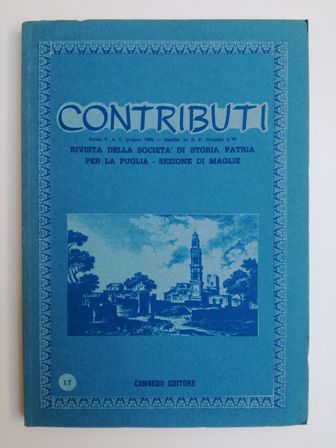 CONTRIBUTI
Anno V, n. 2, giugno 1986 — Spediz. in A. P. Gruppo 4/70
RIVISTA DELLA SOCIETA' DI STORIA PATRIA
PER LA PUGLIA - SEZIONE DI MAGLIE
17
CONGEDO EDITORE